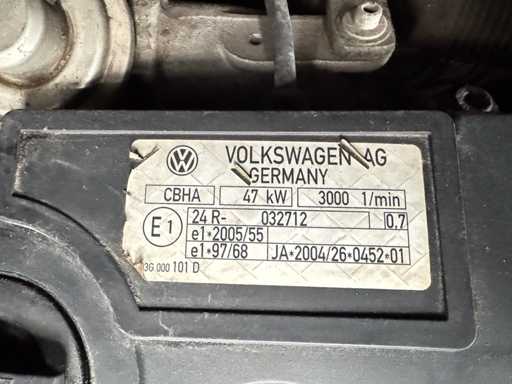 VOLKSWAGEN AG
GERMANY
CBHA 47 kW 3000 1/min
E1 24 R- 032712 0.7
e1*2005/55
e1*97/68 JA*2004/26*0452*01
3G 000 101 D